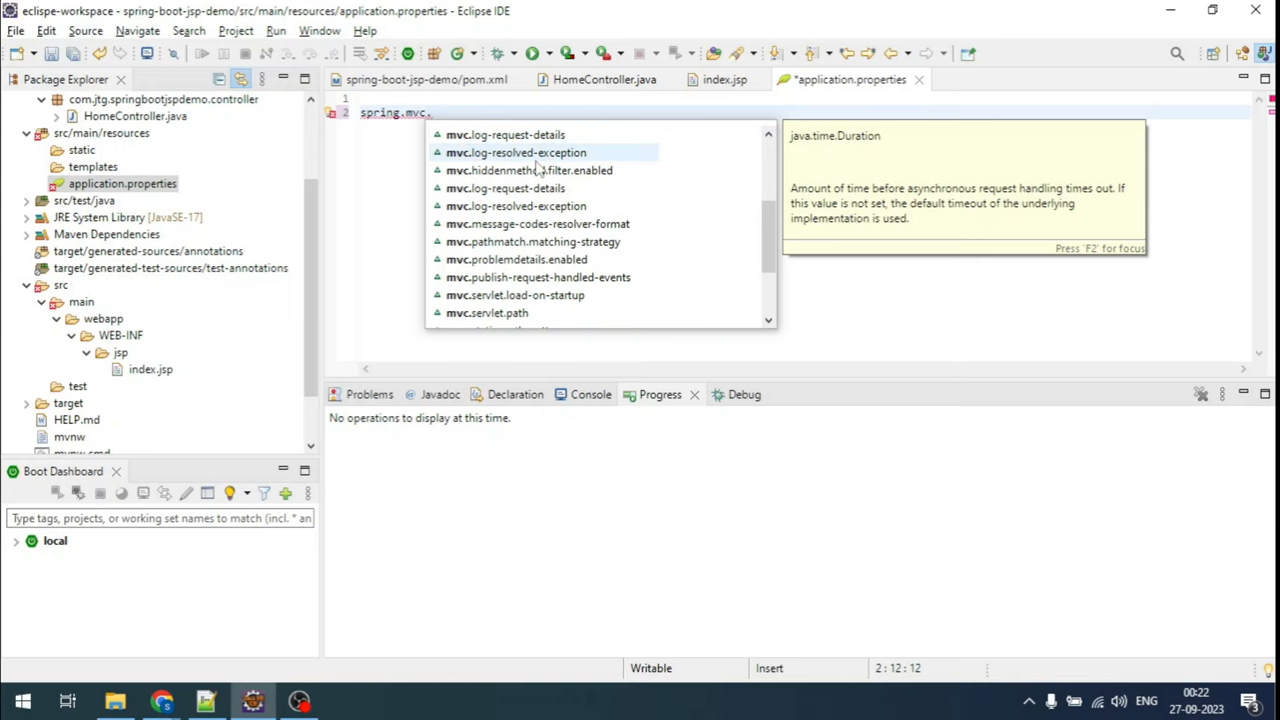 eclispe-workspace - spring-boot-jsp-demo/src/main/resources/application.properties - Eclipse IDE
File Edit Source Refactor Navigate Search Project Run Window Help
Package Explorer
com.jtg.springbootjspdemo.controller
HomeController.java
src/main/resources
static
templates
application.properties
src/test/java
JRE System Library [JavaSE-17]
Maven Dependencies
target/generated-sources/annotations
target/generated-test-sources/test-annotations
src
main
webapp
WEB-INF
jsp
index.jsp
test
target
HELP.md
mvnw
mvnw.cmd
Boot Dashboard
Type tags, projects, or working set names to match (incl. * an
local
spring-boot-jsp-demo/pom.xml HomeController.java index.jsp *application.properties
1
2 spring.mvc.
mvc.log-request-details
mvc.log-resolved-exception
mvc.hiddenmethod.filter.enabled
mvc.log-request-details
mvc.log-resolved-exception
mvc.message-codes-resolver-format
mvc.pathmatch.matching-strategy
mvc.problemdetails.enabled
mvc.publish-request-handled-events
mvc.servlet.load-on-startup
mvc.servlet.path
java.time.Duration
Amount of time before asynchronous request handling times out. If
this value is not set, the default timeout of the underlying
implementation is used.
Press 'F2' for focus
Problems Javadoc Declaration Console Progress Debug
No operations to display at this time.
Writable Insert 2 : 12 : 12
ENG
00:22
27-09-2023
3